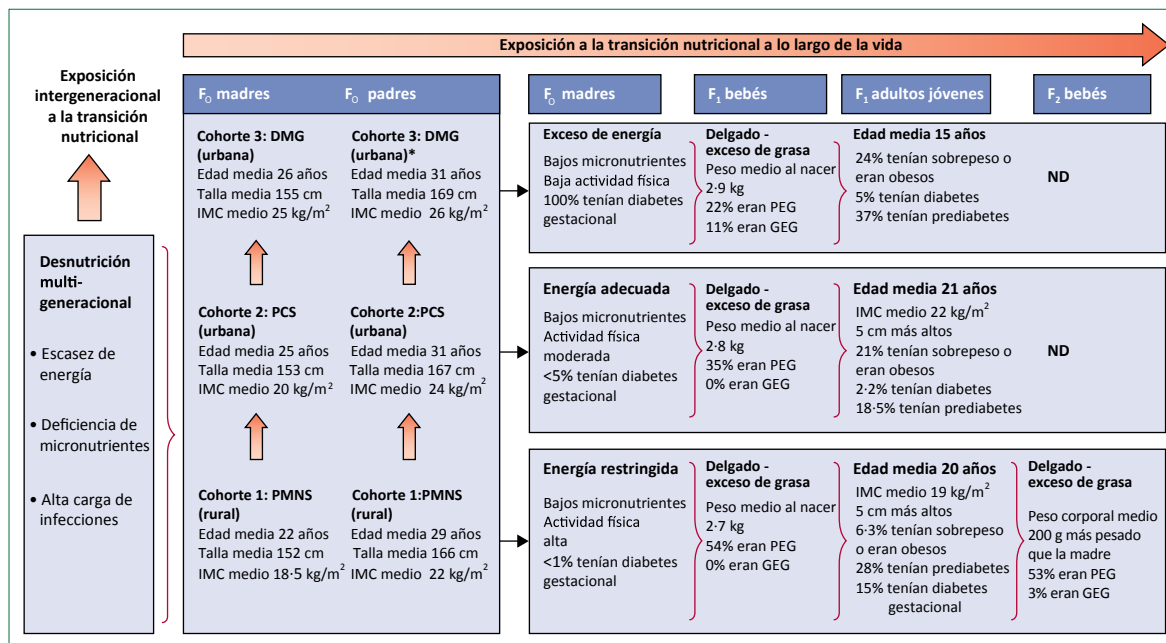 Exposición a la transición nutricional a lo largo de la vida
Exposición
intergeneracional
a la transición
nutricional
Desnutrición
multi-
generacional
• Escasez de
energía
• Deficiencia de
micronutrientes
• Alta carga de
infecciones
F₀ madres
F₀ padres
Cohorte 3: DMG
(urbana)
Edad media 26 años
Talla media 155 cm
IMC medio 25 kg/m²
Cohorte 3: DMG
(urbana)*
Edad media 31 años
Talla media 169 cm
IMC medio 26 kg/m²
Cohorte 2: PCS
(urbana)
Edad media 25 años
Talla media 153 cm
IMC medio 20 kg/m²
Cohorte 2:PCS
(urbana)
Edad media 31 años
Talla media 167 cm
IMC medio 24 kg/m²
Cohorte 1: PMNS
(rural)
Edad media 22 años
Talla media 152 cm
IMC medio 18·5 kg/m²
Cohorte 1:PMNS
(rural)
Edad media 29 años
Talla media 166 cm
IMC medio 22 kg/m²
F₀ madres
F₁ bebés
F₁ adultos jóvenes
F₂ bebés
Exceso de energía
Bajos micronutrientes
Baja actividad física
100% tenían diabetes
gestacional
Delgado -
exceso de grasa
Peso medio al nacer
2·9 kg
22% eran PEG
11% eran GEG
Edad media 15 años
24% tenían sobrepeso o
eran obesos
5% tenían diabetes
37% tenían prediabetes
ND
Energía adecuada
Bajos micronutrientes
Actividad física
moderada
<5% tenían diabetes
gestacional
Delgado -
exceso de grasa
Peso medio al nacer
2·8 kg
35% eran PEG
0% eran GEG
Edad media 21 años
IMC medio 22 kg/m²
5 cm más altos
21% tenían sobrepeso o
eran obesos
2·2% tenían diabetes
18·5% tenían prediabetes
ND
Energía restringida
Bajos micronutrientes
Actividad física
alta
<1% tenían diabetes
gestacional
Delgado -
exceso de grasa
Peso medio al nacer
2·7 kg
54% eran PEG
0% eran GEG
Edad media 20 años
IMC medio 19 kg/m²
5 cm más altos
6·3% tenían sobrepeso
o eran obesos
28% tenían prediabetes
15% tenían diabetes
gestacional
Delgado -
exceso de grasa
Peso corporal medio
200 g más pesado
que la madre
53% eran PEG
3% eran GEG